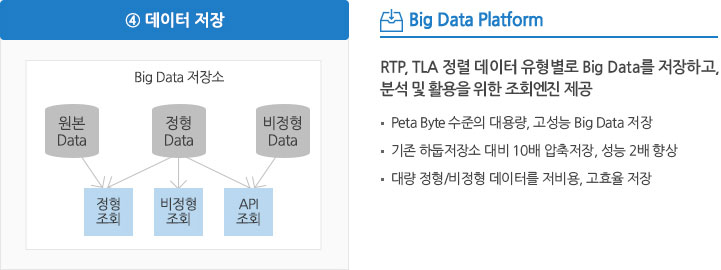 ④ 데이터 저장
Big Data 저장소
원본
Data
정형
Data
비정형
Data
정형
조회
비정형
조회
API
조회
Big Data Platform
RTP, TLA 정렬 데이터 유형별로 Big Data를 저장하고,
분석 및 활용을 위한 조회엔진 제공
▪ Peta Byte 수준의 대용량, 고성능 Big Data 저장
▪ 기존 하둡저장소 대비 10배 압축저장, 성능 2배 향상
▪ 대량 정형/비정형 데이터를 저비용, 고효율 저장